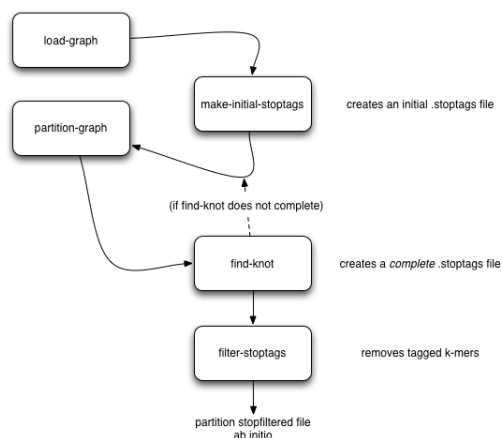 load-graph
make-initial-stoptags
creates an initial .stoptags file
partition-graph
(if find-knot does not complete)
find-knot
creates a complete .stoptags file
filter-stoptags
removes tagged k-mers
partition stopfiltered file
ab initio